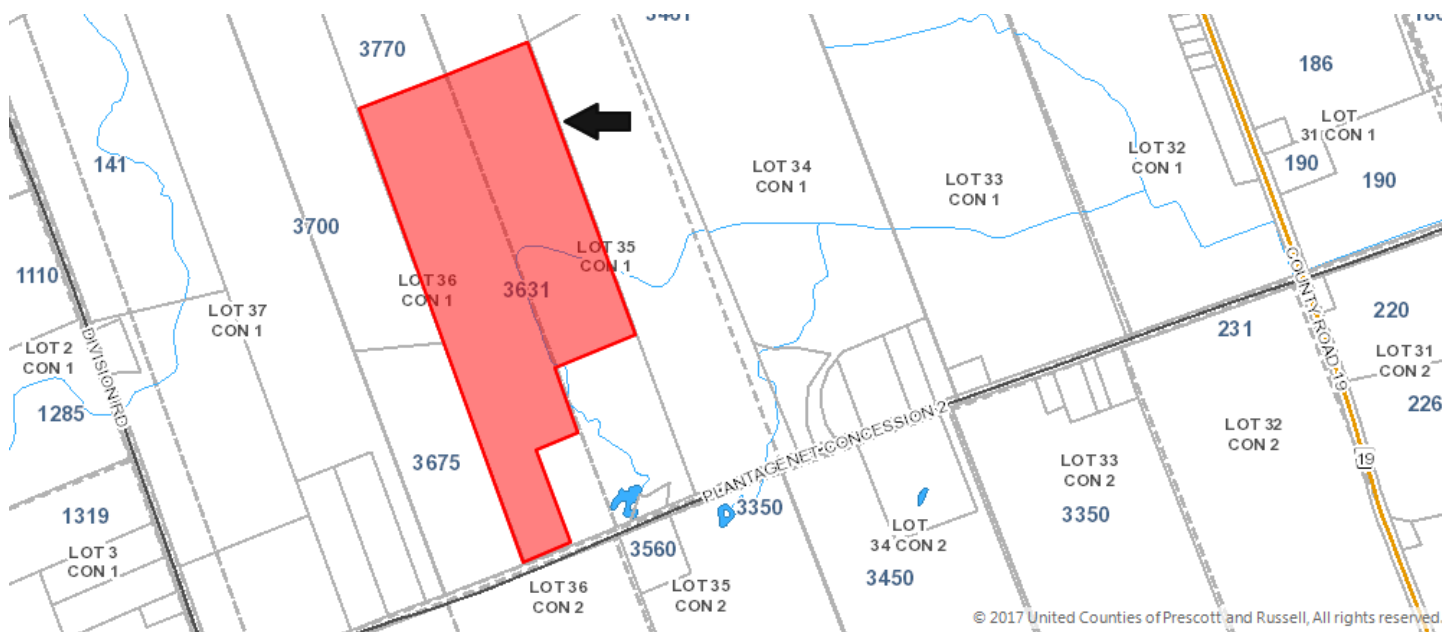 3770
186
LOT
31 CON 1
141
LOT 32
CON 1
190
190
LOT 34
CON 1
LOT 33
CON 1
3700
LOT 35
CON 1
1110
LOT 36
CON 1
3631
LOT 37
CON 1
COUNTY ROAD 19
231
220
DIVISION RD
LOT 2
CON 1
LOT 31
CON 2
1285
226
PLANTAGENET CONCESSION 2
LOT 32
CON 2
3675
LOT 33
CON 2
19
3350
3350
1319
LOT
34 CON 2
LOT 3
CON 1
3560
3450
LOT 36
CON 2
LOT 35
CON 2
© 2017 United Counties of Prescott and Russell, All rights reserved.